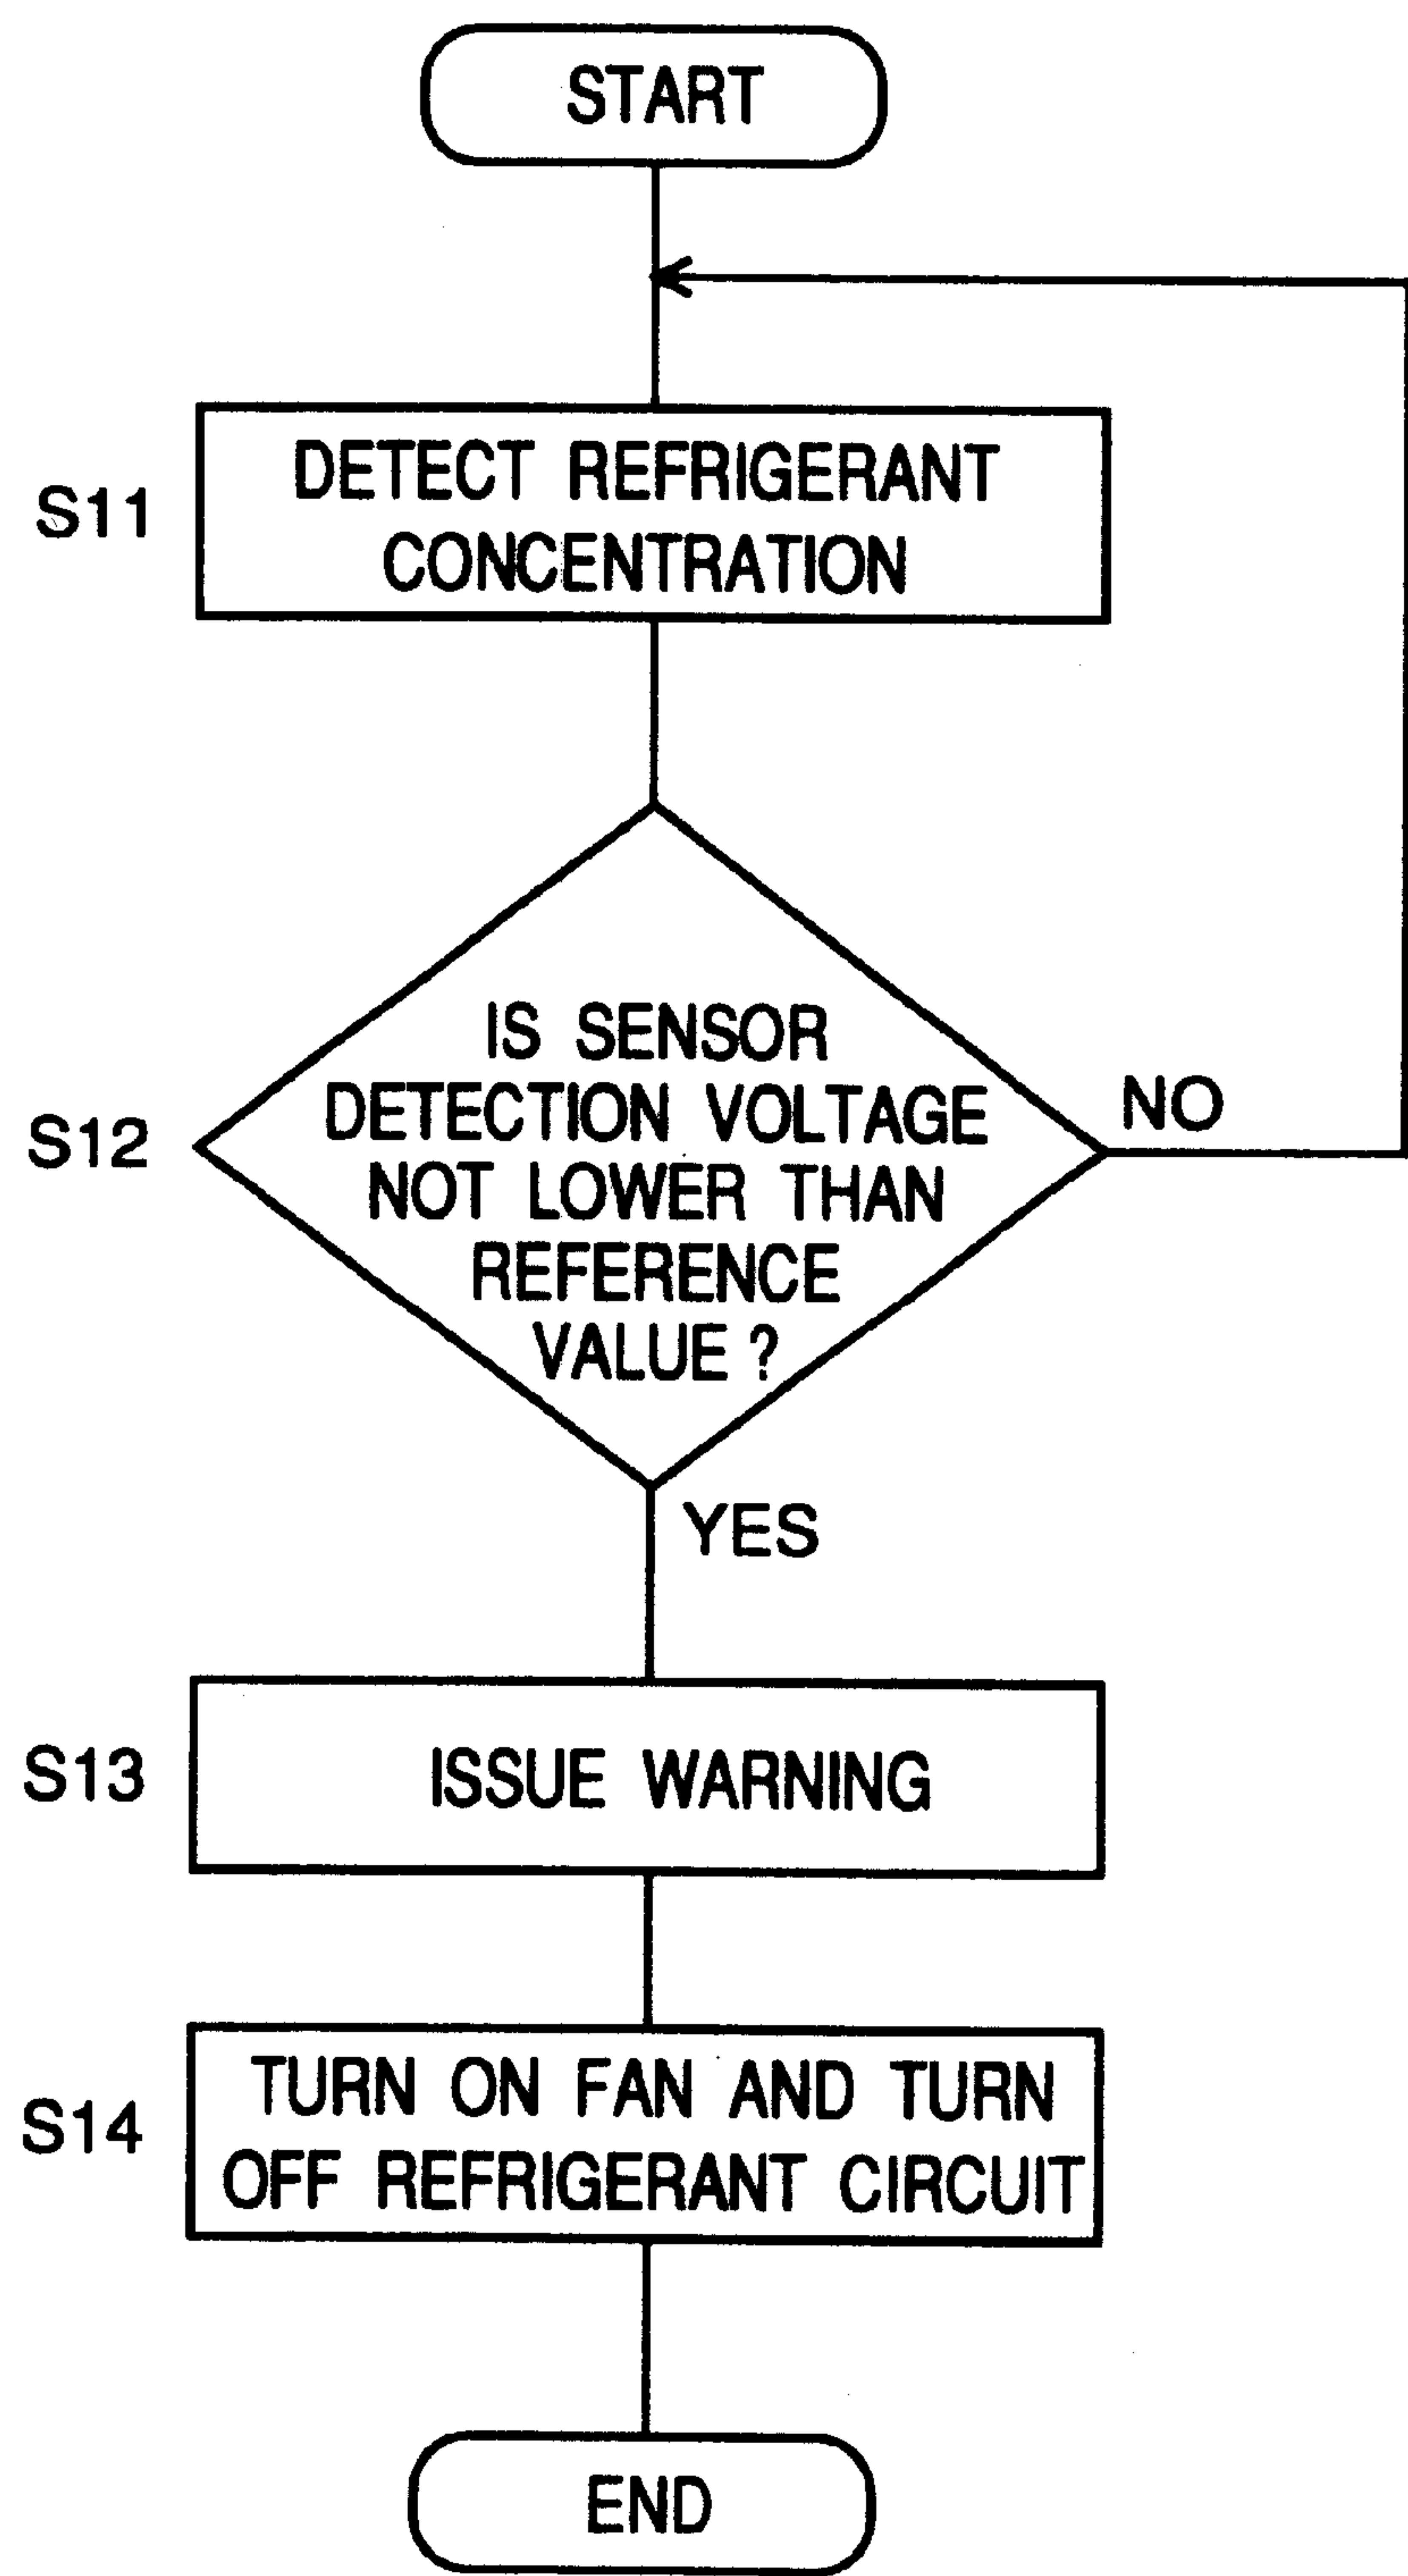 START
DETECT REFRIGERANT
CONCENTRATION
S11
IS SENSOR
DETECTION VOLTAGE
NOT LOWER THAN
REFERENCE
VALUE ?
S12
NO
YES
S13
ISSUE WARNING
S14
TURN ON FAN AND TURN
OFF REFRIGERANT CIRCUIT
END